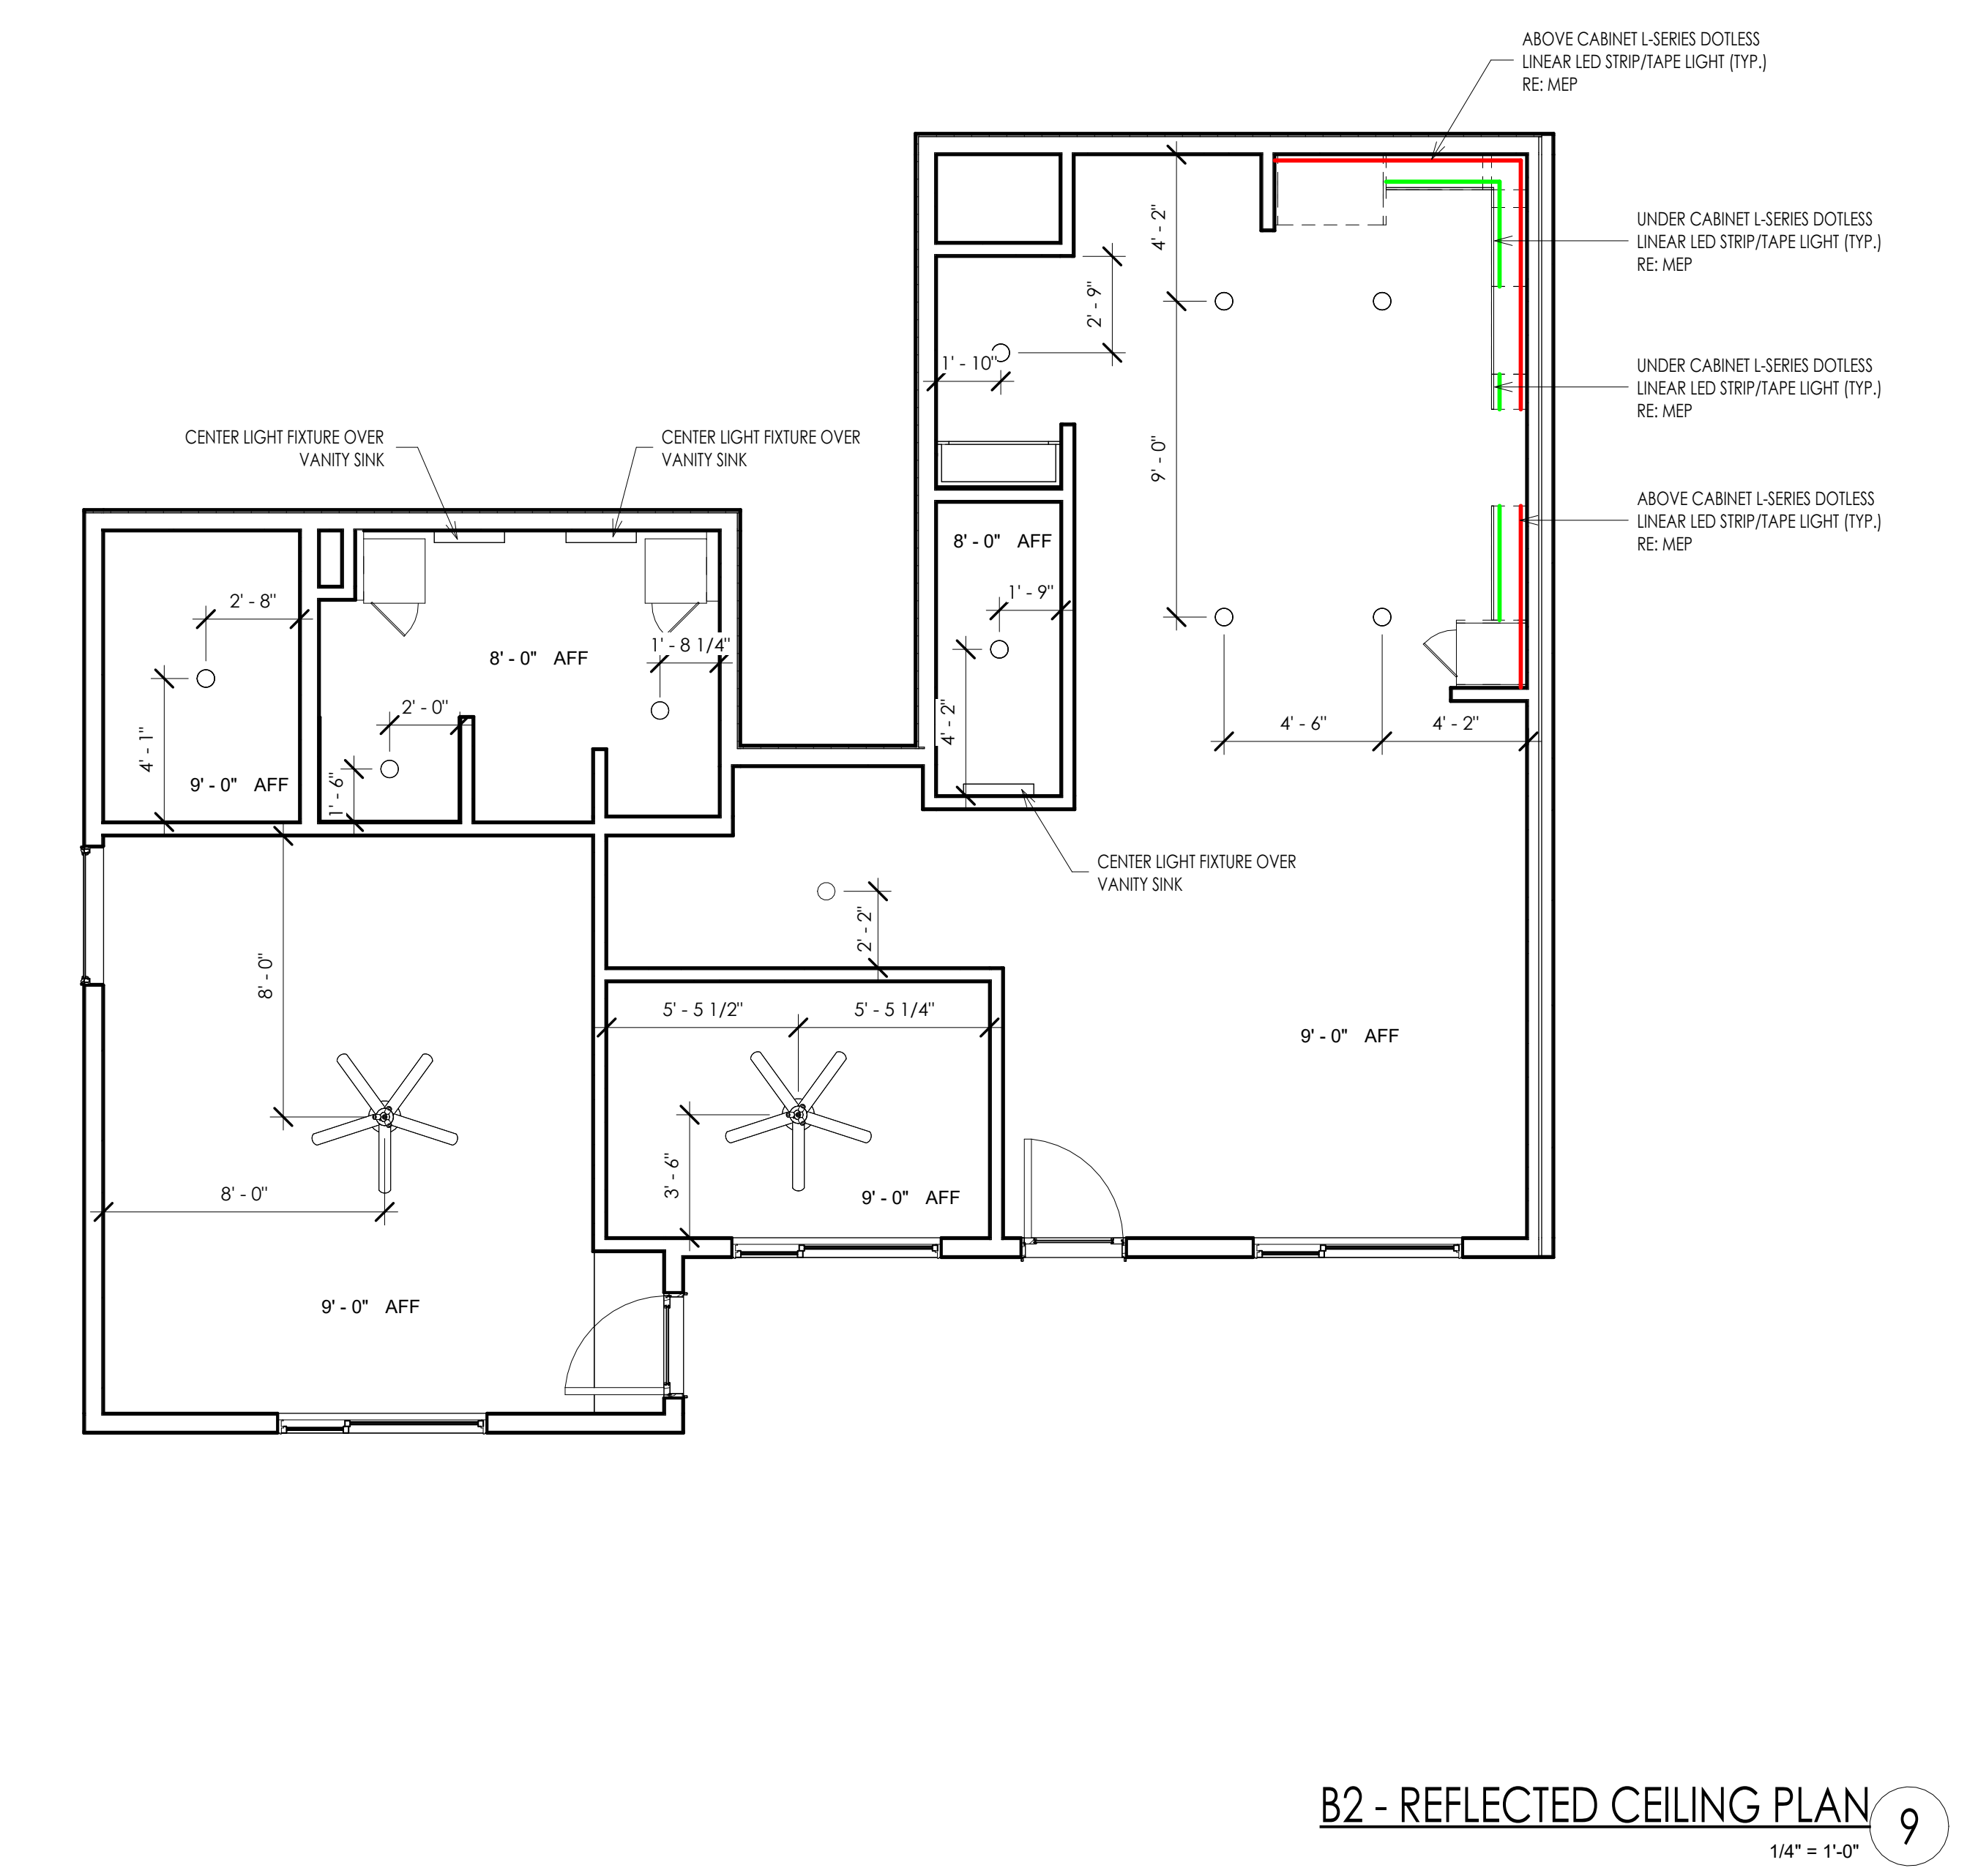 ABOVE CABINET L-SERIES DOTLESS
LINEAR LED STRIP/TAPE LIGHT (TYP.)
RE: MEP
UNDER CABINET L-SERIES DOTLESS
LINEAR LED STRIP/TAPE LIGHT (TYP.)
RE: MEP
4' - 2"
2' - 9"
1' - 10"
UNDER CABINET L-SERIES DOTLESS
LINEAR LED STRIP/TAPE LIGHT (TYP.)
RE: MEP
9' - 0"
CENTER LIGHT FIXTURE OVER
VANITY SINK
CENTER LIGHT FIXTURE OVER
VANITY SINK
ABOVE CABINET L-SERIES DOTLESS
LINEAR LED STRIP/TAPE LIGHT (TYP.)
RE: MEP
8' - 0" AFF
2' - 8"
1' - 9"
8' - 0" AFF
1' - 8 1/4"
2' - 0"
4' - 2"
4' - 6"
4' - 2"
4' - 1"
9' - 0" AFF
1' - 6"
CENTER LIGHT FIXTURE OVER
VANITY SINK
2' - 2"
8' - 0"
5' - 5 1/2"
5' - 5 1/4"
9' - 0" AFF
3' - 6"
8' - 0"
9' - 0" AFF
9' - 0" AFF
B2 - REFLECTED CEILING PLAN
9
1/4" = 1'-0"